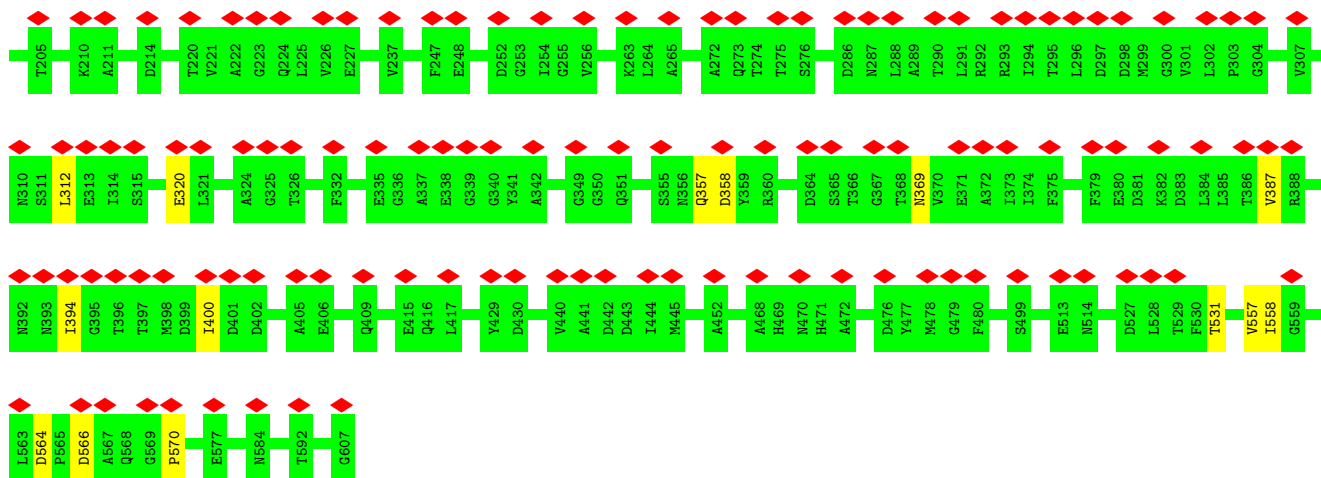 T205 K210 A211 D214 T220 V221 A222 G223 Q224 L225 V226 E227 V237 F247 E248 D252 G253 I254 G255 V256 K263 L264 A265 A272 Q273 T274 T275 S276 D286 N287 L288 A289 T290 L291 R292 R293 I294 T295 L296 D297 D298 M299 G300 V301 L302 P303 G304 V307
N310 S311 L312 E313 I314 S315 E320 L321 A324 G325 T326 F332 E335 G336 A337 E338 G339 G340 Y341 A342 G349 G350 Q351 S355 N356 Q357 D358 Y359 R360 D364 S365 T366 G367 T368 N369 V370 E371 A372 I373 I374 F375 F379 E380 D381 K382 D383 L384 L385 T386 V387 R388
N392 N393 I394 G395 T396 T397 M398 D399 I400 D401 D402 A405 E406 Q409 E415 Q416 L417 Y429 D430 V440 A441 D442 D443 I444 M445 A452 A468 H469 N470 H471 A472 D476 Y477 M478 G479 F480 S499 E513 N514 D527 L528 T529 F530 T531 V557 I558 G559
L563 D564 P565 D566 A567 Q568 G569 P570 E577 N584 T592 G607